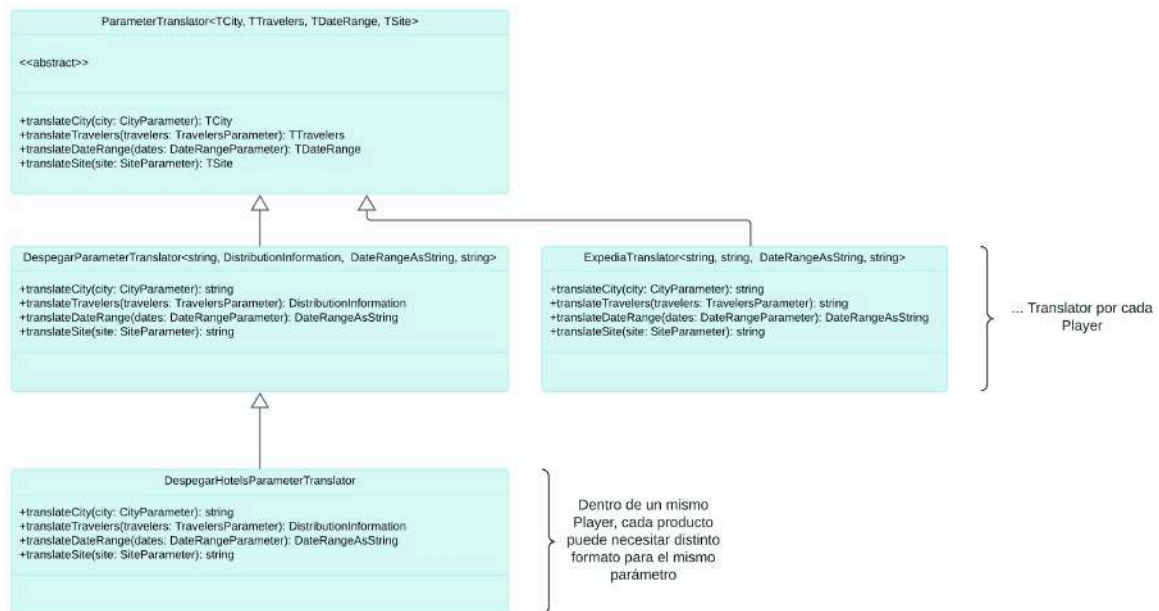 ParameterTranslator<TCity, TTravelers, TDateRange, TSite>
<<abstract>>
+translateCity(city: CityParameter): TCity
+translateTravelers(travelers: TravelersParameter): TTravelers
+translateDateRange(dates: DateRangeParameter): TDateRange
+translateSite(site: SiteParameter): TSite
DespegarParameterTranslator<string, DistributionInformation, DateRangeAsString, string>
+translateCity(city: CityParameter): string
+translateTravelers(travelers: TravelersParameter): DistributionInformation
+translateDateRange(dates: DateRangeParameter): DateRangeAsString
+translateSite(site: SiteParameter): string
ExpediaTranslator<string, string, DateRangeAsString, string>
+translateCity(city: CityParameter): string
+translateTravelers(travelers: TravelersParameter): string
+translateDateRange(dates: DateRangeParameter): DateRangeAsString
+translateSite(site: SiteParameter): string
... Translator por cada
Player
DespegarHotelsParameterTranslator
+translateCity(city: CityParameter): string
+translateTravelers(travelers: TravelersParameter): DistributionInformation
+translateDateRange(dates: DateRangeParameter): DateRangeAsString
+translateSite(site: SiteParameter): string
Dentro de un mismo
Player, cada producto
puede necesitar distinto
formato para el mismo
parámetro